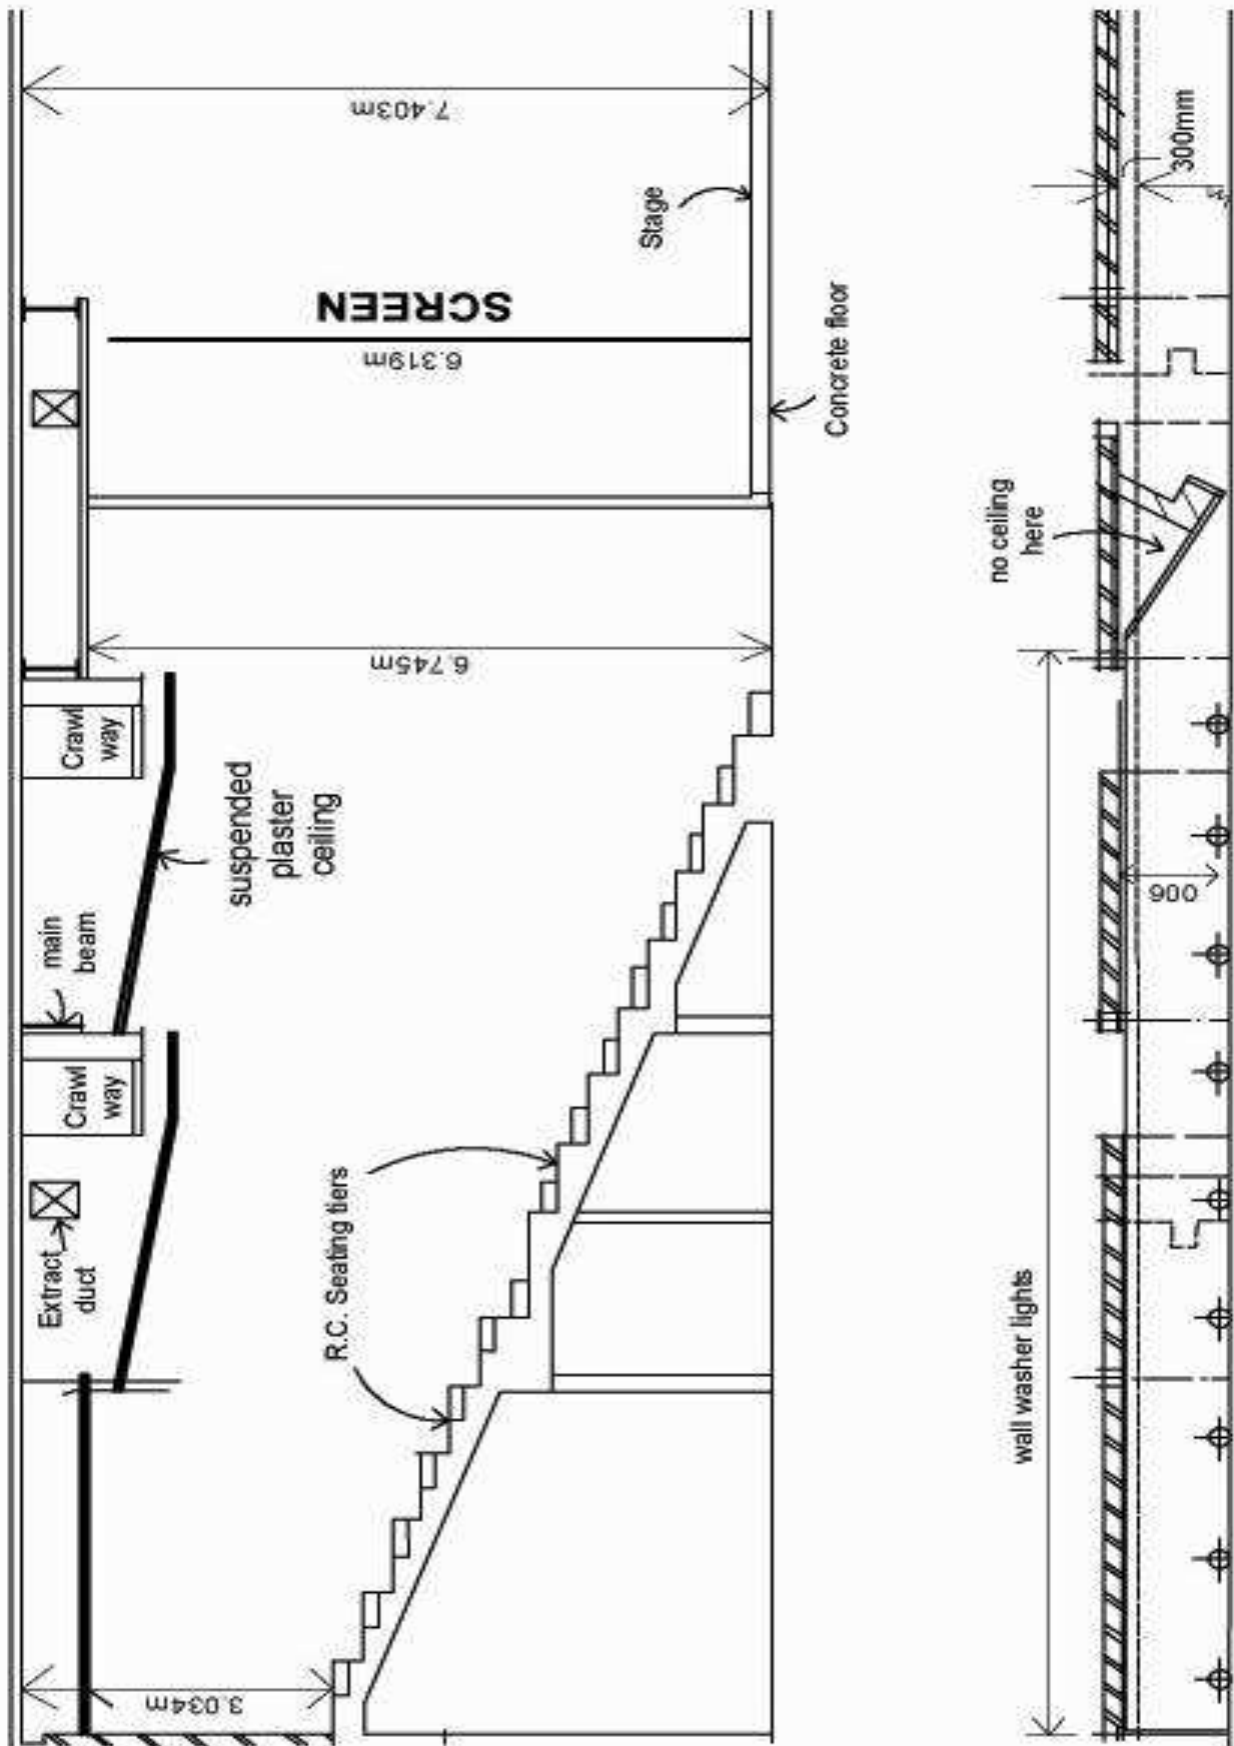 7.403m
Stage
SCREEN
6.319m
Concrete floor
6.745m
Crawl
way
suspended
plaster
ceiling
main
beam
Crawl
way
Extract
duct
R.C. Seating tiers
3.034m
300mm
no ceiling
here
900
wall washer lights